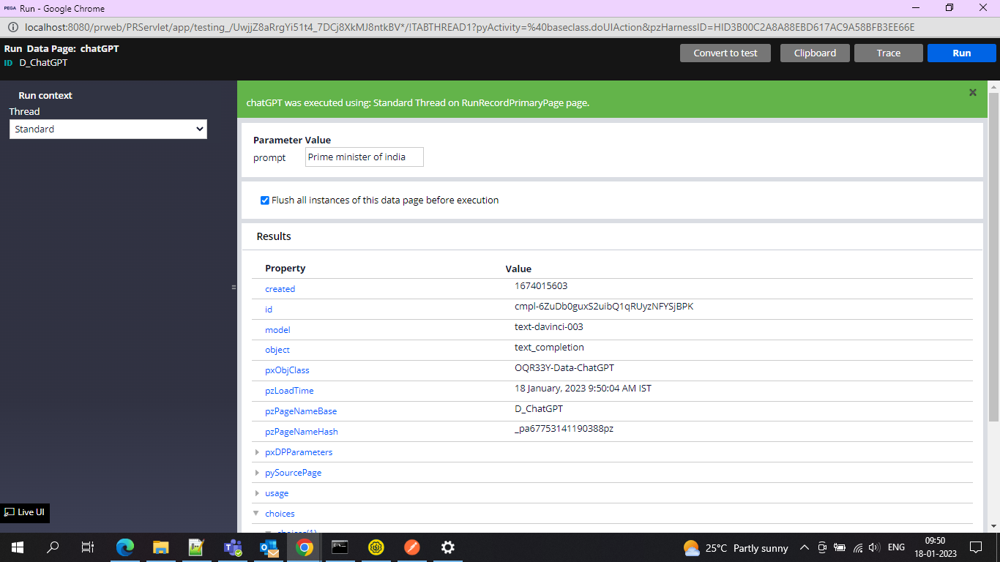 PEGA Run - Google Chrome
localhost:8080/prweb/PRServlet/app/testing_/UwjjZ8aRrgYi51t4_7DCj8XkMJ8ntkBV*/!TABTHREAD1?pyActivity=%40baseclass.doUIAction&pzHarnessID=HID3B00C2A8A88EBD617AC9A58BFB3EE66E
Run Data Page: chatGPT
ID D_ChatGPT
Convert to test
Clipboard
Trace
Run
Run context
Thread
Standard
chatGPT was executed using: Standard Thread on RunRecordPrimaryPage page.
Parameter Value
prompt Prime minister of india
Flush all instances of this data page before execution
Results
Property Value
created 1674015603
id cmpl-6ZuDb0guxS2uibQ1qRUyzNFYSjBPK
model text-davinci-003
object text_completion
pxObjClass OQR33Y-Data-ChatGPT
pzLoadTime 18 January, 2023 9:50:04 AM IST
pzPageNameBase D_ChatGPT
pzPageNameHash _pa67753141190388pz
pxDPParameters
pySourcePage
usage
choices
choices(1)
Live UI
25°C Partly sunny
ENG
09:50
18-01-2023